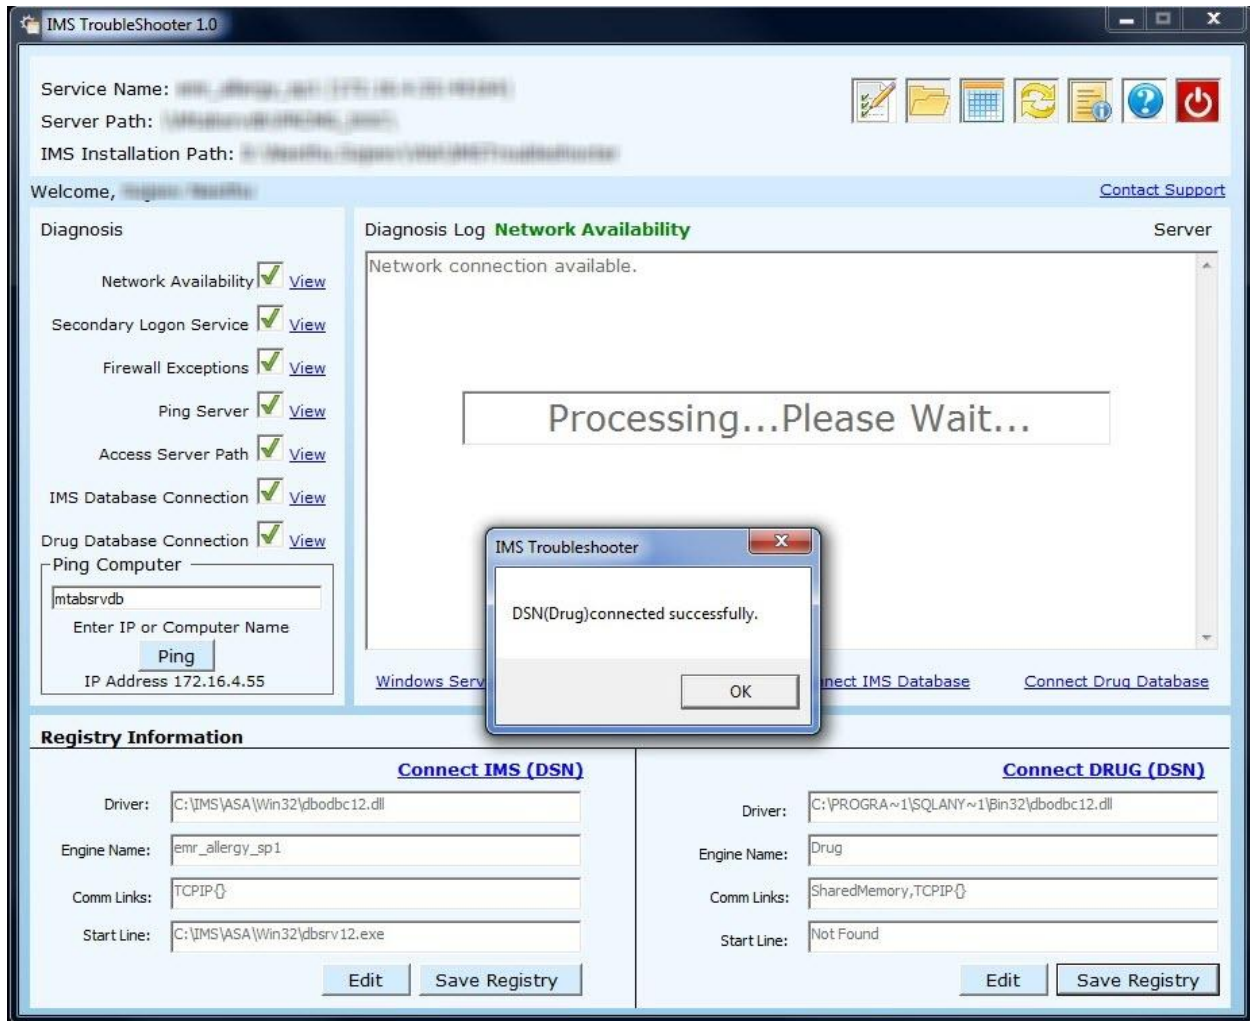 IMS TroubleShooter 1.0
Service Name:
Server Path:
IMS Installation Path:
Welcome,
Contact Support
Diagnosis
Diagnosis Log Network Availability
Server
Network Availability View
Secondary Logon Service View
Firewall Exceptions View
Ping Server View
Access Server Path View
IMS Database Connection View
Drug Database Connection View
Network connection available.
Processing...Please Wait...
Ping Computer
mtabsrvdb
Enter IP or Computer Name
Ping
IP Address 172.16.4.55
IMS Troubleshooter
DSN(Drug)connected successfully.
OK
Windows Serv
nect IMS Database
Connect Drug Database
Registry Information
Connect IMS (DSN)
Driver: C:\IMS\ASA\Win32\dbodbc12.dll
Engine Name: emr_allergy_sp1
Comm Links: TCPIP{}
Start Line: C:\IMS\ASA\Win32\dbsrv12.exe
Edit Save Registry
Connect DRUG (DSN)
Driver: C:\PROGRA~1\SQLANY~1\Bin32\dbodbc12.dll
Engine Name: Drug
Comm Links: SharedMemory,TCPIP{}
Start Line: Not Found
Edit Save Registry